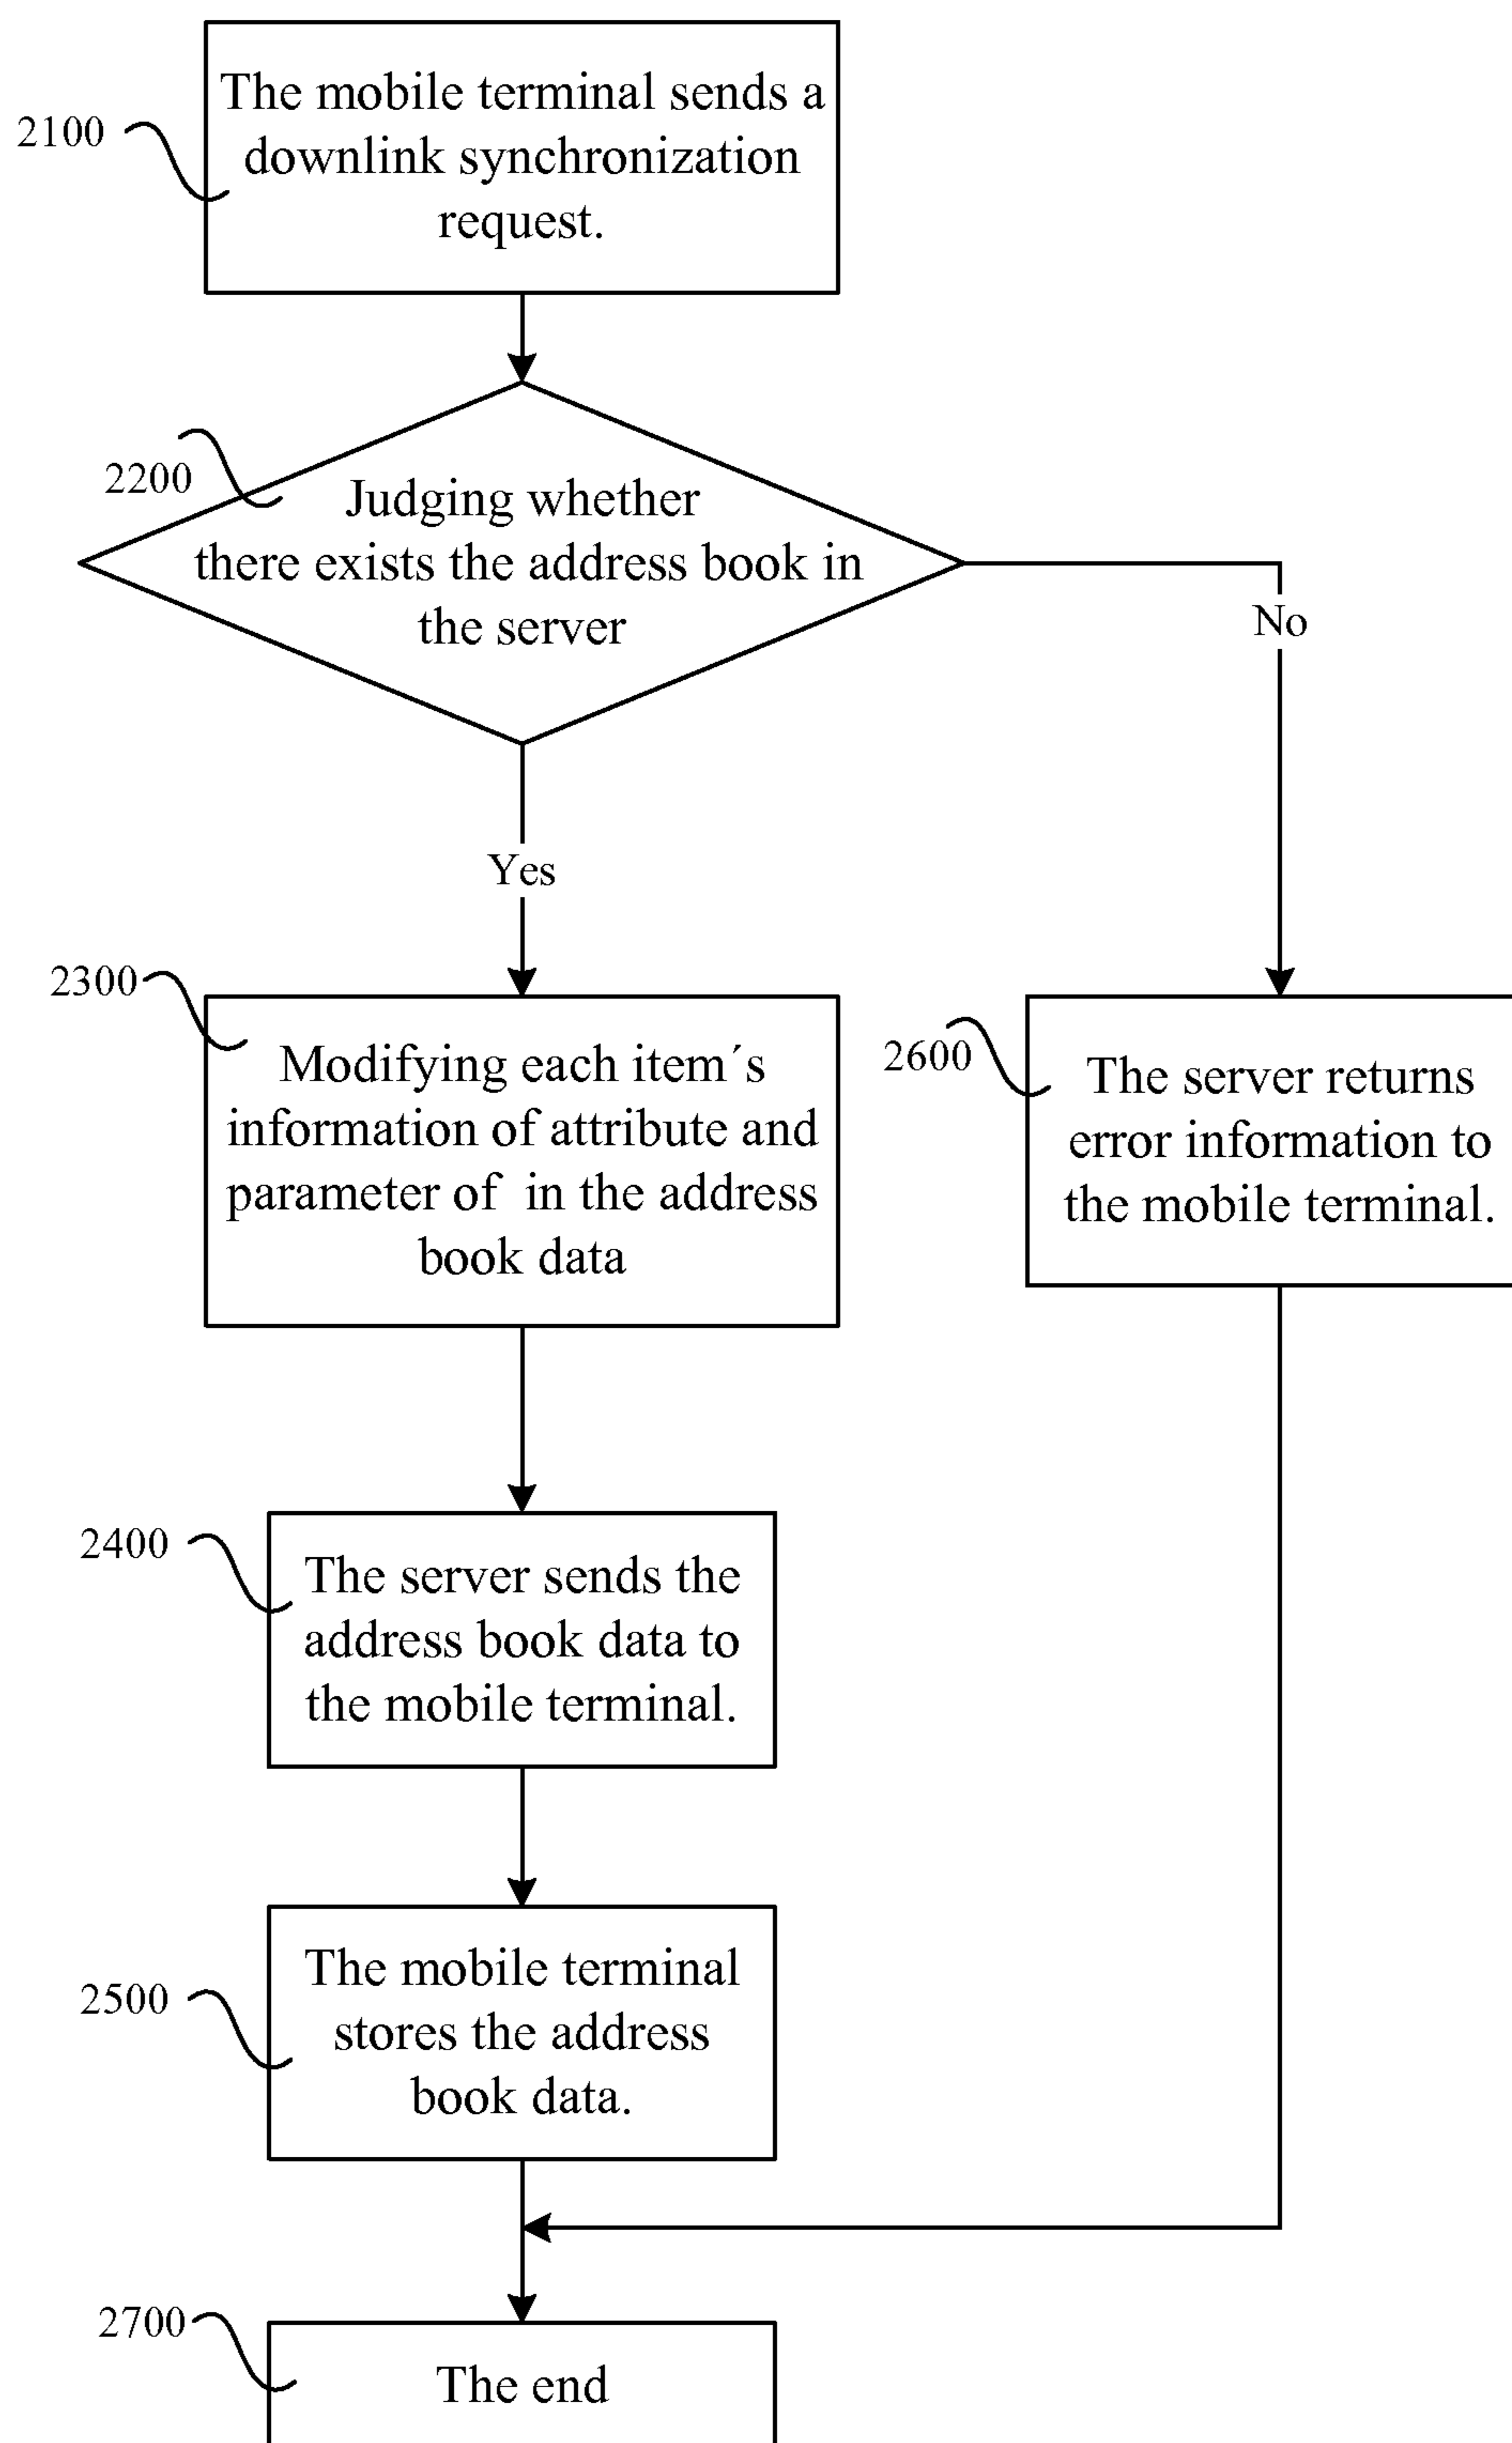 2100
The mobile terminal sends a
downlink synchronization
request.
2200
Judging whether
there exists the address book in
the server
No
Yes
2300
Modifying each item´s
information of attribute and
parameter of  in the address
book data
2600
The server returns
error information to
the mobile terminal.
2400
The server sends the
address book data to
the mobile terminal.
2500
The mobile terminal
stores the address
book data.
2700
The end